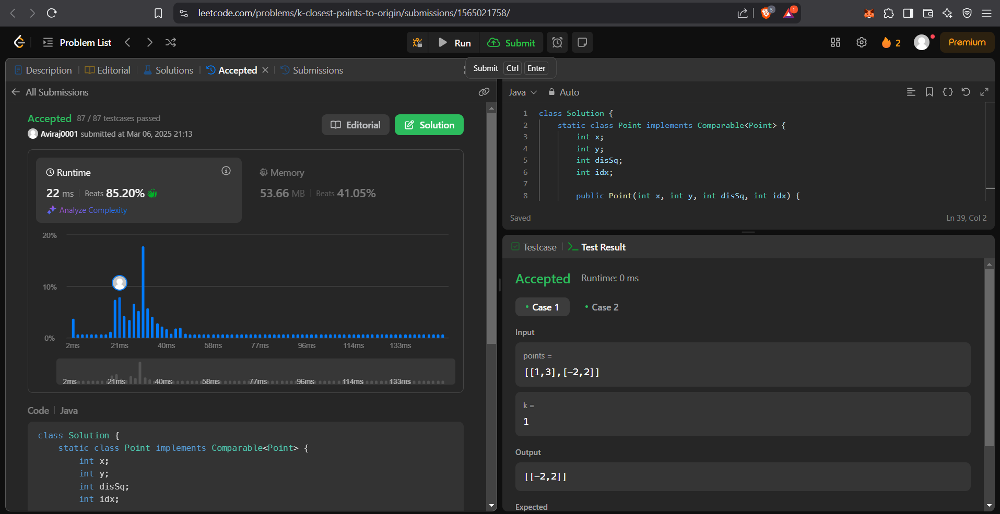 leetcode.com/problems/k-closest-points-to-origin/submissions/1565021758/
5
1
Problem List
Run
Submit
2
Premium
Description
Editorial
Solutions
Accepted
Submissions
Submit Ctrl Enter
All Submissions
Accepted 87 / 87 testcases passed
Aviraj0001 submitted at Mar 06, 2025 21:13
Editorial
Solution
Runtime
22 ms Beats 85.20%
Analyze Complexity
Memory
53.66 MB Beats 41.05%
20%
10%
0%
2ms 21ms 40ms 58ms 77ms 96ms 114ms 133ms
2ms 21ms 40ms 58ms 77ms 96ms 114ms 133ms
Code Java
class Solution {
static class Point implements Comparable<Point> {
int x;
int y;
int disSq;
int idx;
Java Auto
1 class Solution {
2 static class Point implements Comparable<Point> {
3 int x;
4 int y;
5 int disSq;
6 int idx;
7
8 public Point(int x, int y, int disSq, int idx) {
Saved
Ln 39, Col 2
Testcase
Test Result
Accepted Runtime: 0 ms
Case 1
Case 2
Input
points =
[[1,3],[-2,2]]
k =
1
Output
[[-2,2]]
Expected